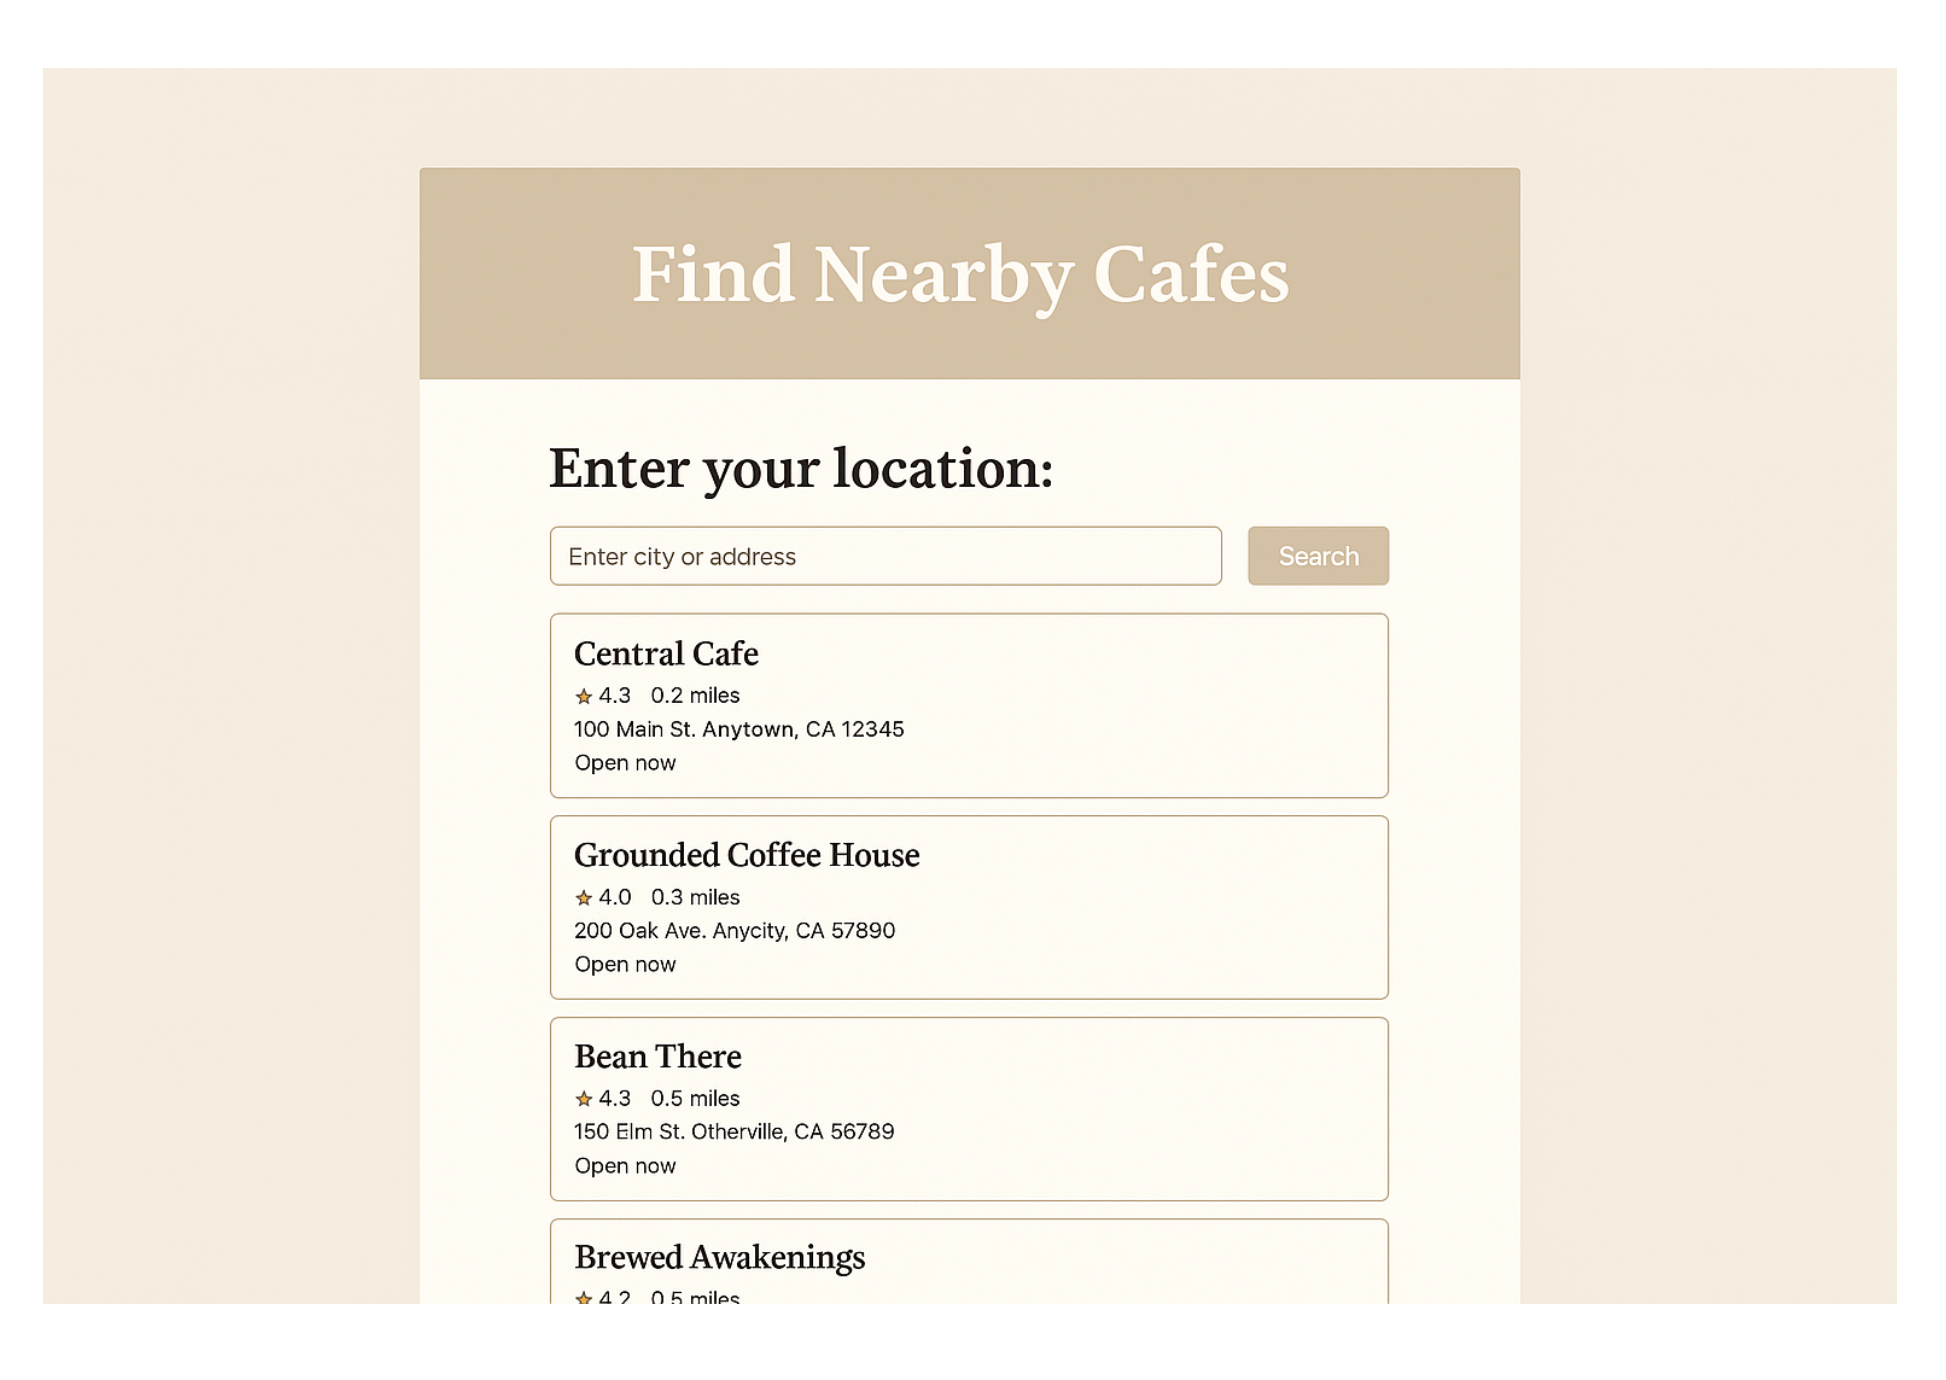 Find Nearby Cafes
Enter your location:
Enter city or address
Search
Central Cafe
4.3 0.2 miles
100 Main St. Anytown, CA 12345
Open now
Grounded Coffee House
4.0 0.3 miles
200 Oak Ave. Anycity, CA 57890
Open now
Bean There
4.3 0.5 miles
150 Elm St. Otherville, CA 56789
Open now
Brewed Awakenings
4.2 0.5 miles